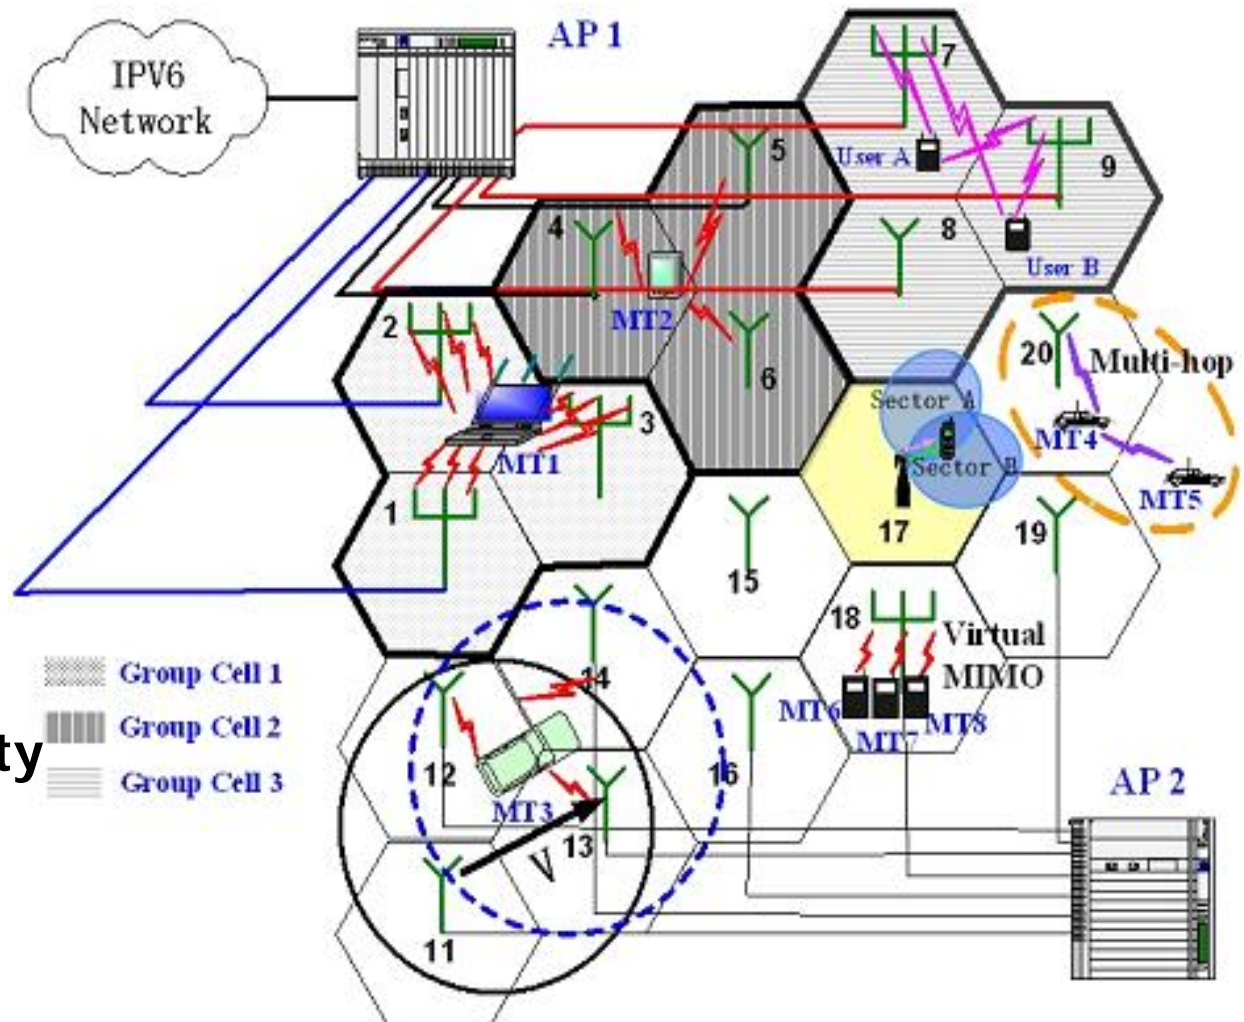 IPV6
Network
AP 1
7
5
User A
9
4
8
User B
2
MT2
20
Multi-hop
6
Sector A
3
MT4
MT1
Sector B
MT5
1
17
19
15
18
Virtual
MIMO
Group Cell 1
14
MT6
MT8
Group Cell 2
MT7
ty
12
16
Group Cell 3
AP 2
MT3
13
V
11